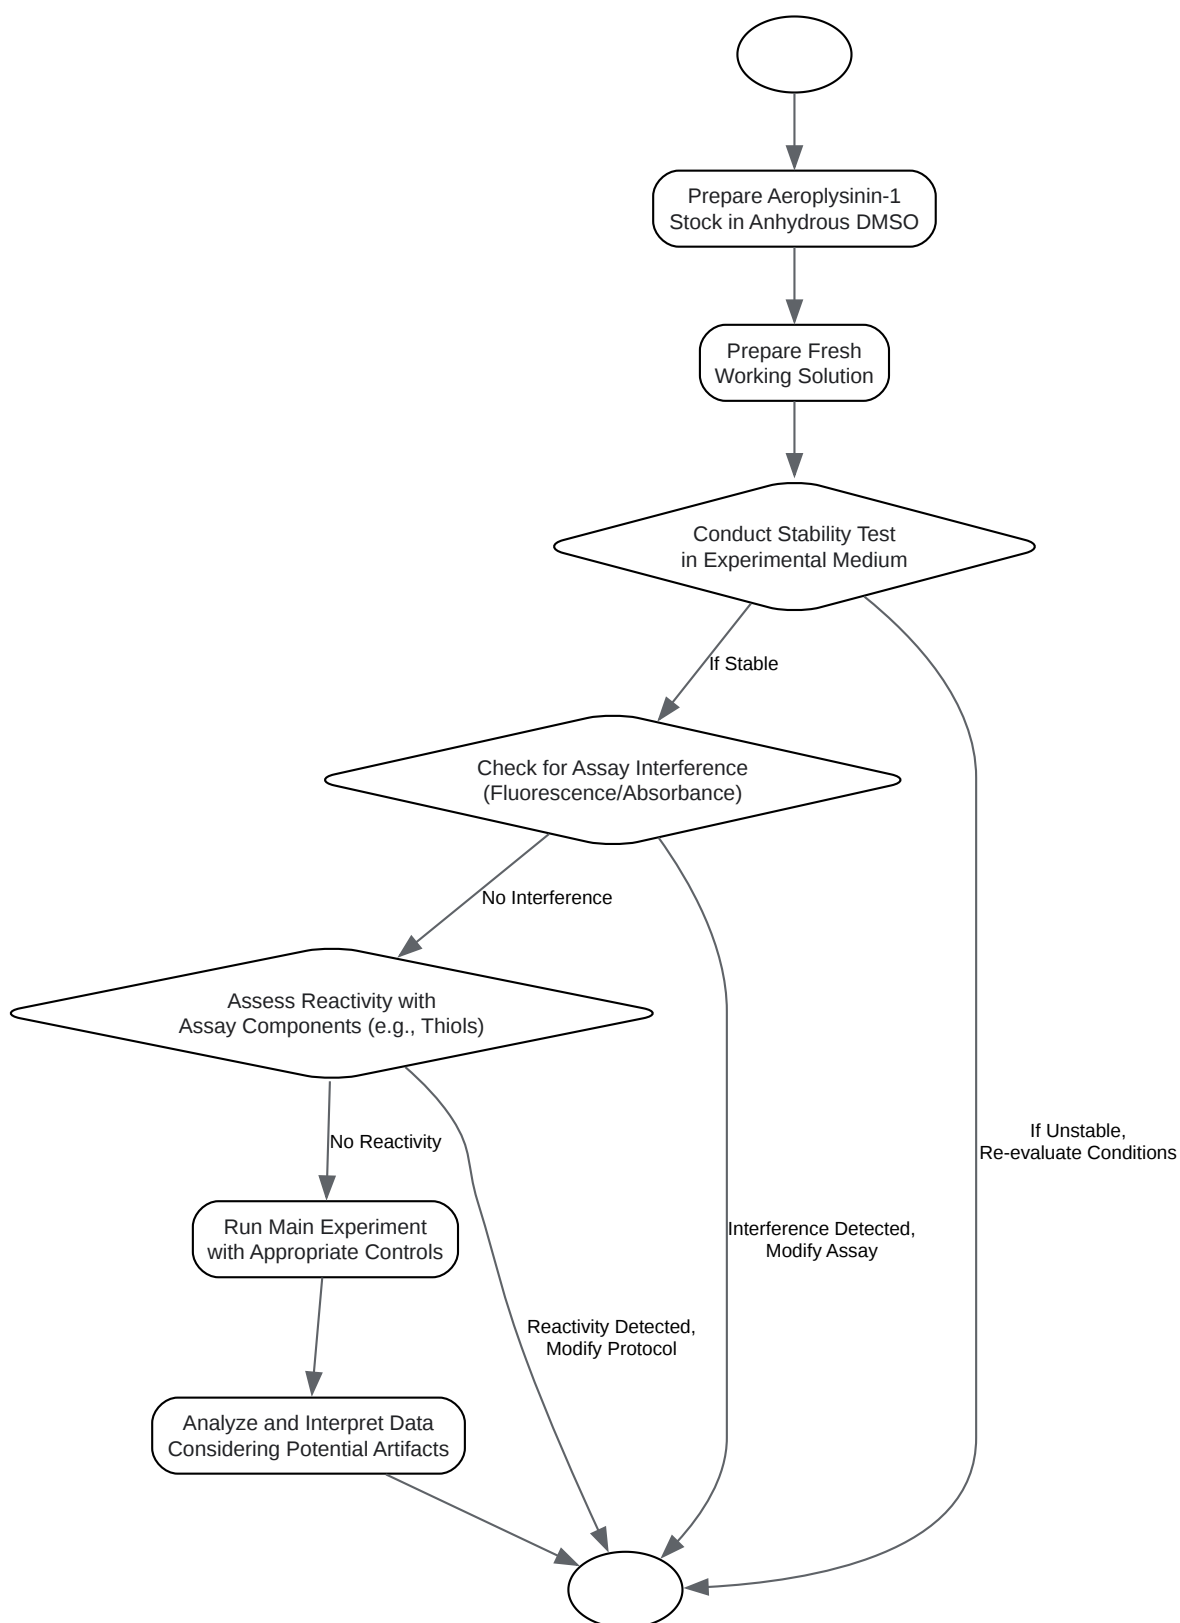 Prepare Aeroplysinin-1
Stock in Anhydrous DMSO
Prepare Fresh
Working Solution
Conduct Stability Test
in Experimental Medium
If Stable
Check for Assay Interference
(Fluorescence/Absorbance)
No Interference
Assess Reactivity with
Assay Components (e.g., Thiols)
No Reactivity
If Unstable,
Re-evaluate Conditions
Run Main Experiment
with Appropriate Controls
Interference Detected,
Modify Assay
Reactivity Detected,
Modify Protocol
Analyze and Interpret Data
Considering Potential Artifacts